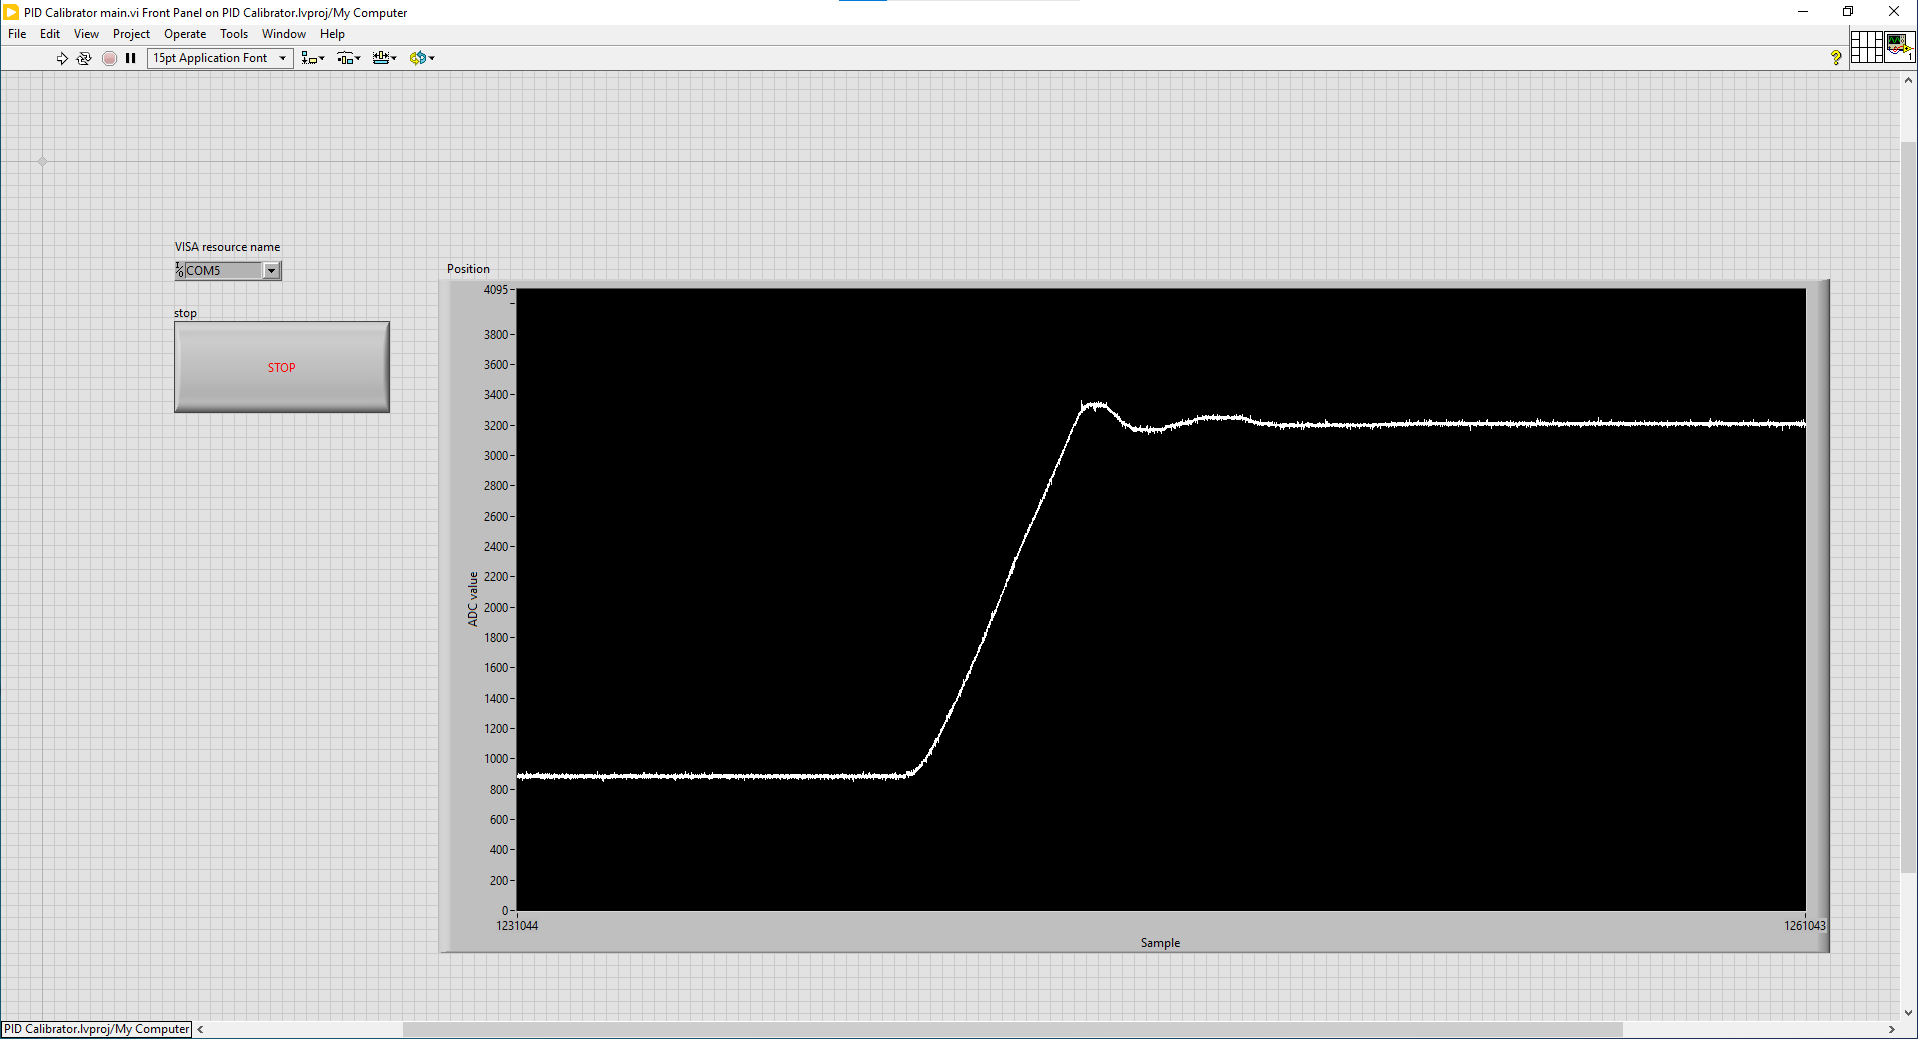 PID Calibrator main.vi Front Panel on PID Calibrator.lvproj/My Computer
File Edit View Project Operate Tools Window Help
15pt Application Font
?
1
VISA resource name
I/O COM5
stop
STOP
Position
4095
3800
3600
3400
3200
3000
2800
2600
2400
2200
2000
1800
1600
1400
1200
1000
800
600
400
200
0
ADC value
1231044 1261043
Sample
PID Calibrator.lvproj/My Computer